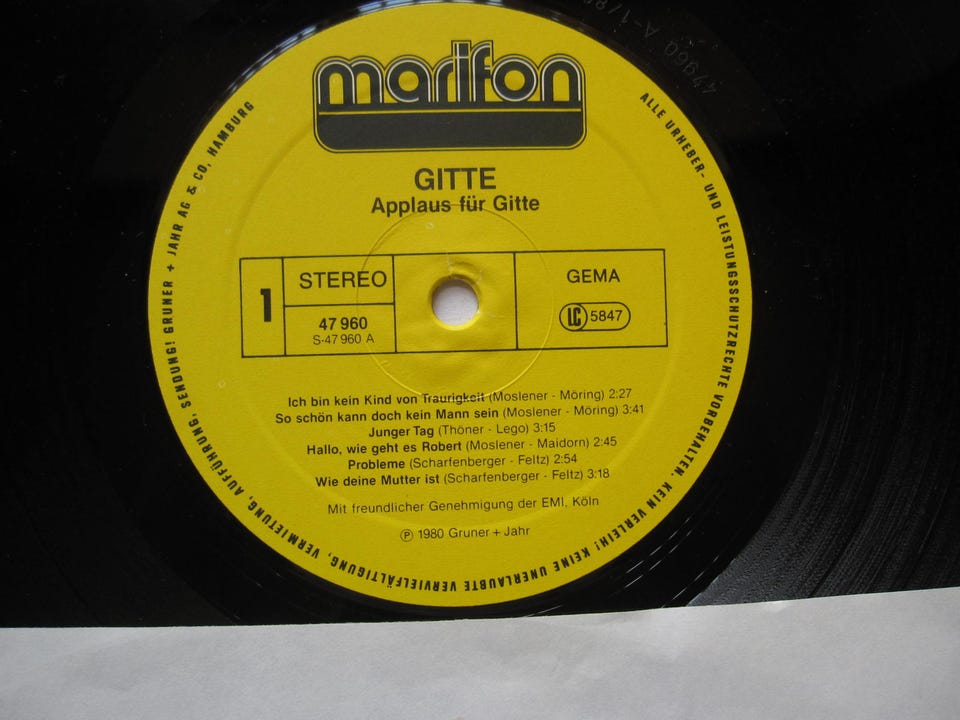 marifon
GITTE
Applaus für Gitte
1
STEREO
47 960
S-47 960 A
GEMA
LC 5847
Ich bin kein Kind von Traurigkeit (Moslener - Möring) 2:27
So schön kann doch kein Mann sein (Moslener - Möring) 3:41
Junger Tag (Thöner - Lego) 3:15
Hallo, wie geht es Robert (Moslener - Maidorn) 2:45
Probleme (Scharfenberger - Feltz) 2:54
Wie deine Mutter ist (Scharfenberger - Feltz) 3:18
Mit freundlicher Genehmigung der EMI, Köln
Ⓟ 1980 Gruner + Jahr
ALLE URHEBER- UND LEISTUNGSSCHUTZRECHTE VORBEHALTEN. KEIN VERLEIH! KEINE UNERLAUBTE VERVIELFÄLTIGUNG, VERMIETUNG, AUFFÜHRUNG, SENDUNG! GRUNER + JAHR AG & CO, HAMBURG
47960 A-1/8